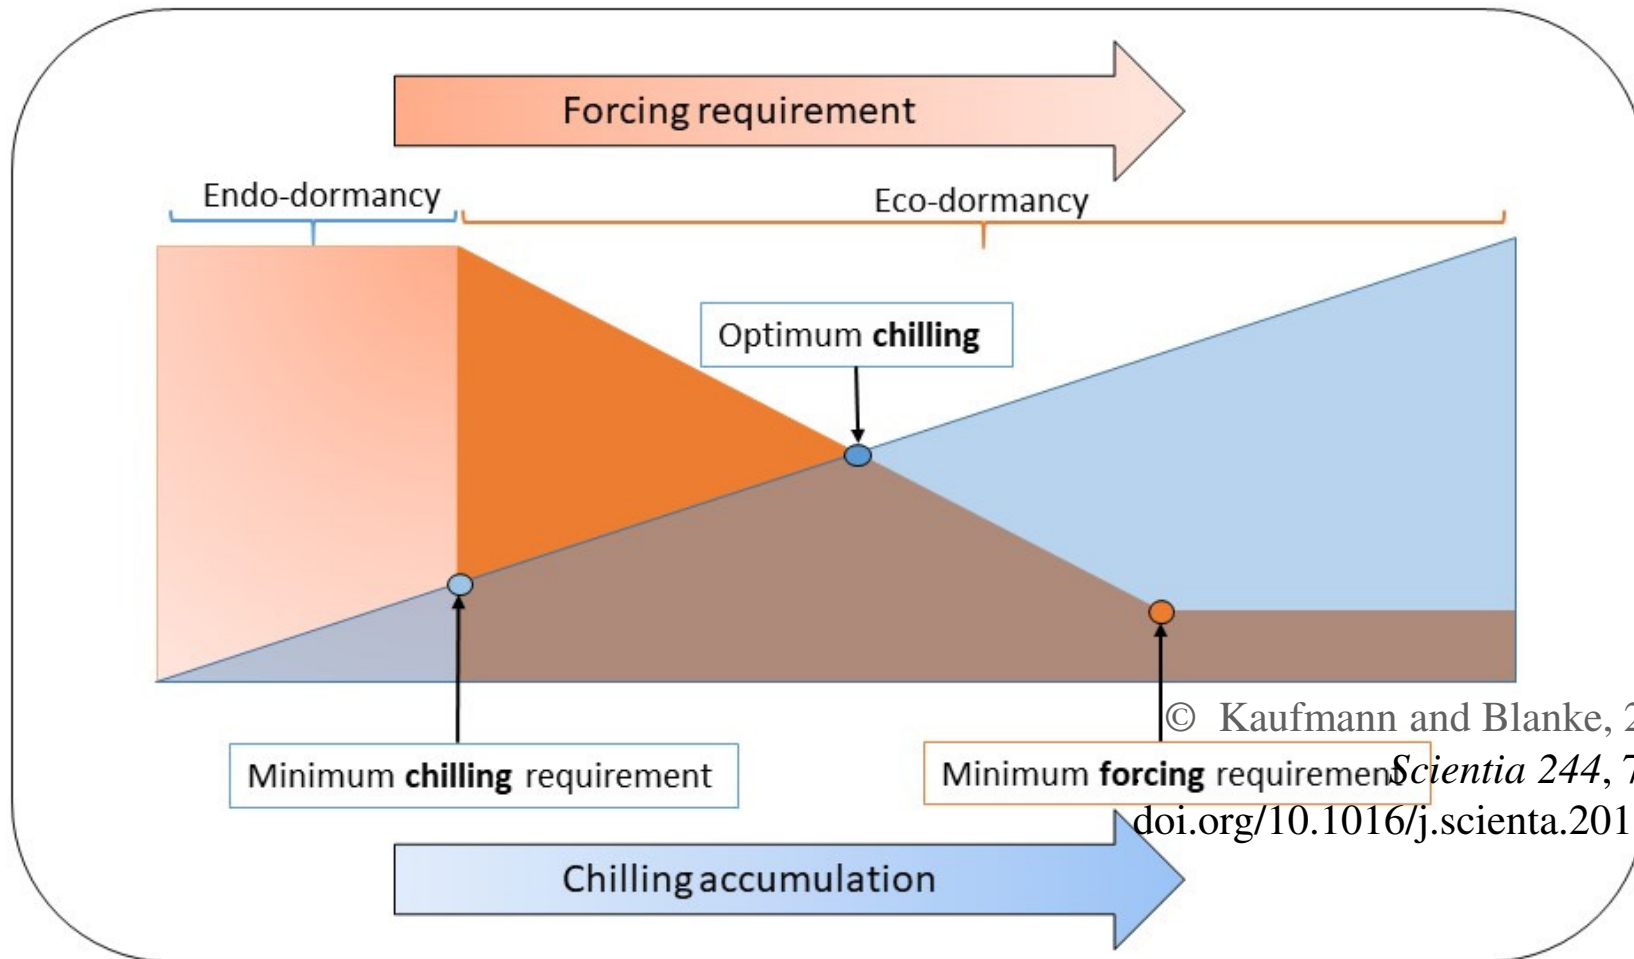 Forcing requirement
Endo-dormancy
Eco-dormancy
Optimum chilling
© Kaufmann and Blanke, 2
Minimum chilling requirement
Minimum forcing requirement
Scientia 244, 7
doi.org/10.1016/j.scienta.201
Chilling accumulation